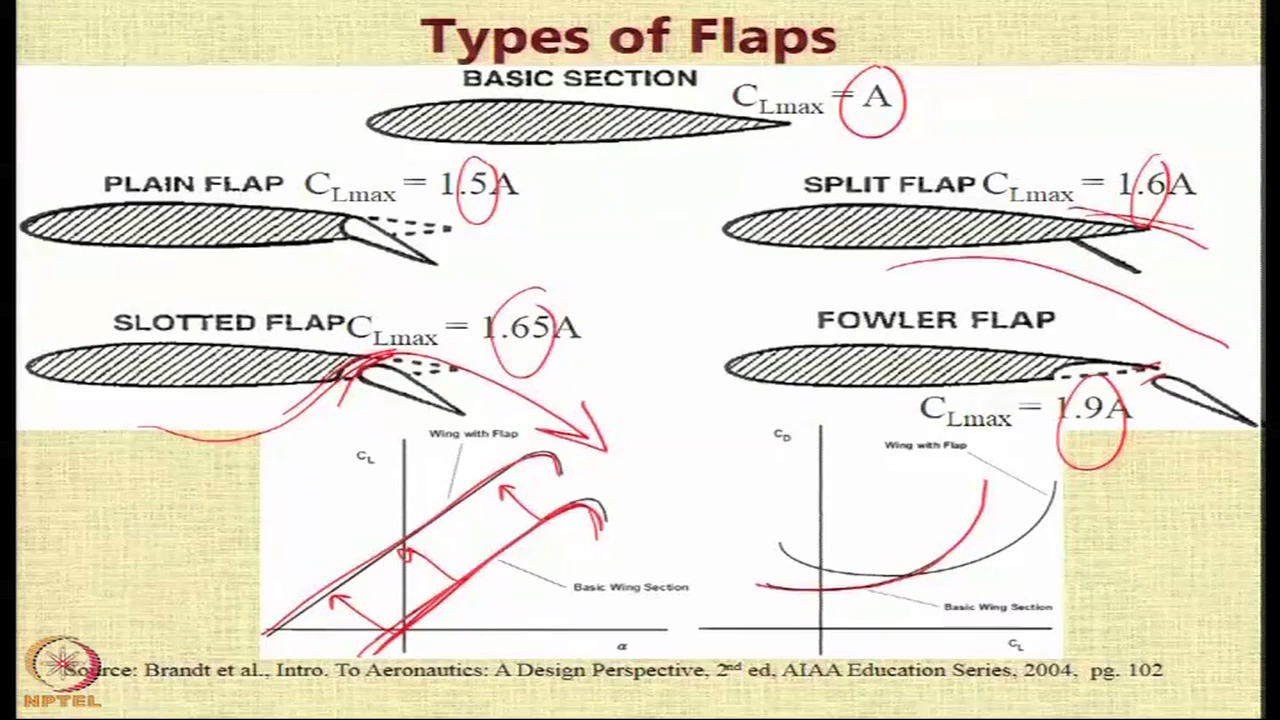 Types of Flaps
BASIC SECTION
C_Lmax = A
PLAIN FLAP C_Lmax = 1.5A
SPLIT FLAP C_Lmax = 1.6A
SLOTTED FLAP C_Lmax = 1.65A
FOWLER FLAP
C_Lmax = 1.9A
Wing with Flap
C_L
Basic Wing Section
α
C_D
Wing with Flap
Basic Wing Section
C_L
Source: Brandt et al., Intro. To Aeronautics: A Design Perspective, 2nd ed, AIAA Education Series, 2004, pg. 102
NPTEL